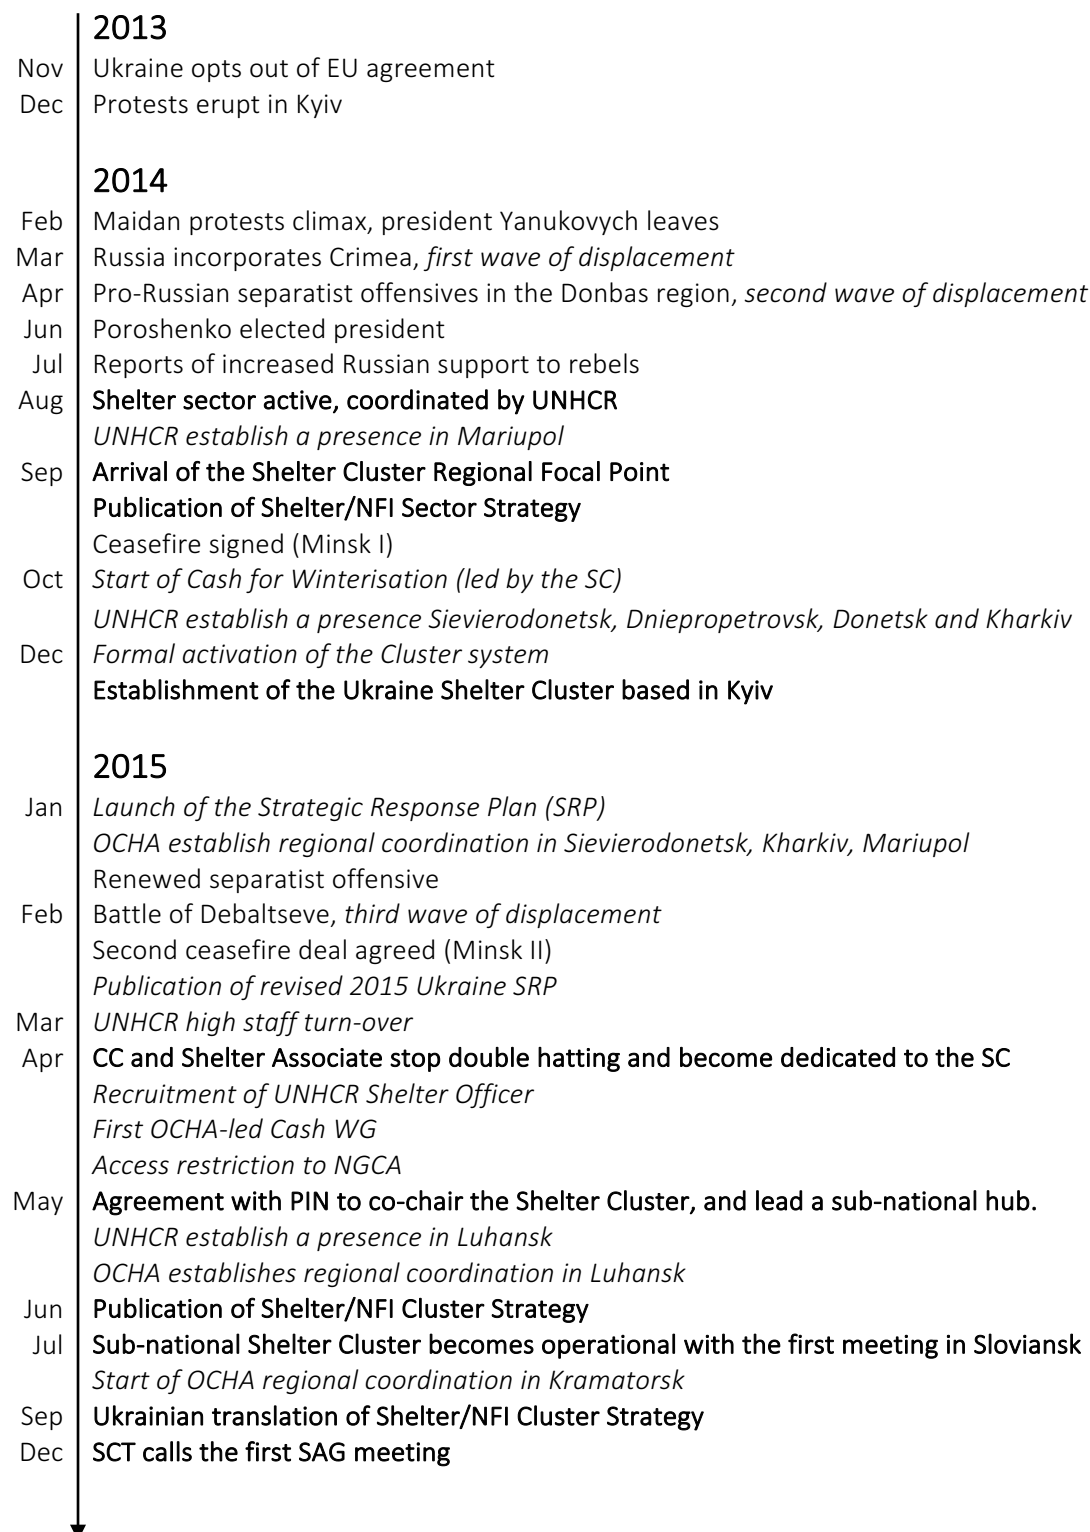 2013
Nov Ukraine opts out of EU agreement
Dec Protests erupt in Kyiv
2014
Feb Maidan protests climax, president Yanukovych leaves
Mar Russia incorporates Crimea, first wave of displacement
Apr Pro-Russian separatist offensives in the Donbas region, second wave of displacement
Jun Poroshenko elected president
Jul Reports of increased Russian support to rebels
Aug Shelter sector active, coordinated by UNHCR
UNHCR establish a presence in Mariupol
Sep Arrival of the Shelter Cluster Regional Focal Point
Publication of Shelter/NFI Sector Strategy
Ceasefire signed (Minsk I)
Oct Start of Cash for Winterisation (led by the SC)
UNHCR establish a presence Sievierodonetsk, Dniepropetrovsk, Donetsk and Kharkiv
Dec Formal activation of the Cluster system
Establishment of the Ukraine Shelter Cluster based in Kyiv
2015
Jan Launch of the Strategic Response Plan (SRP)
OCHA establish regional coordination in Sievierodonetsk, Kharkiv, Mariupol
Renewed separatist offensive
Feb Battle of Debaltseve, third wave of displacement
Second ceasefire deal agreed (Minsk II)
Publication of revised 2015 Ukraine SRP
Mar UNHCR high staff turn-over
Apr CC and Shelter Associate stop double hatting and become dedicated to the SC
Recruitment of UNHCR Shelter Officer
First OCHA-led Cash WG
Access restriction to NGCA
May Agreement with PIN to co-chair the Shelter Cluster, and lead a sub-national hub.
UNHCR establish a presence in Luhansk
OCHA establishes regional coordination in Luhansk
Jun Publication of Shelter/NFI Cluster Strategy
Jul Sub-national Shelter Cluster becomes operational with the first meeting in Sloviansk
Start of OCHA regional coordination in Kramatorsk
Sep Ukrainian translation of Shelter/NFI Cluster Strategy
Dec SCT calls the first SAG meeting